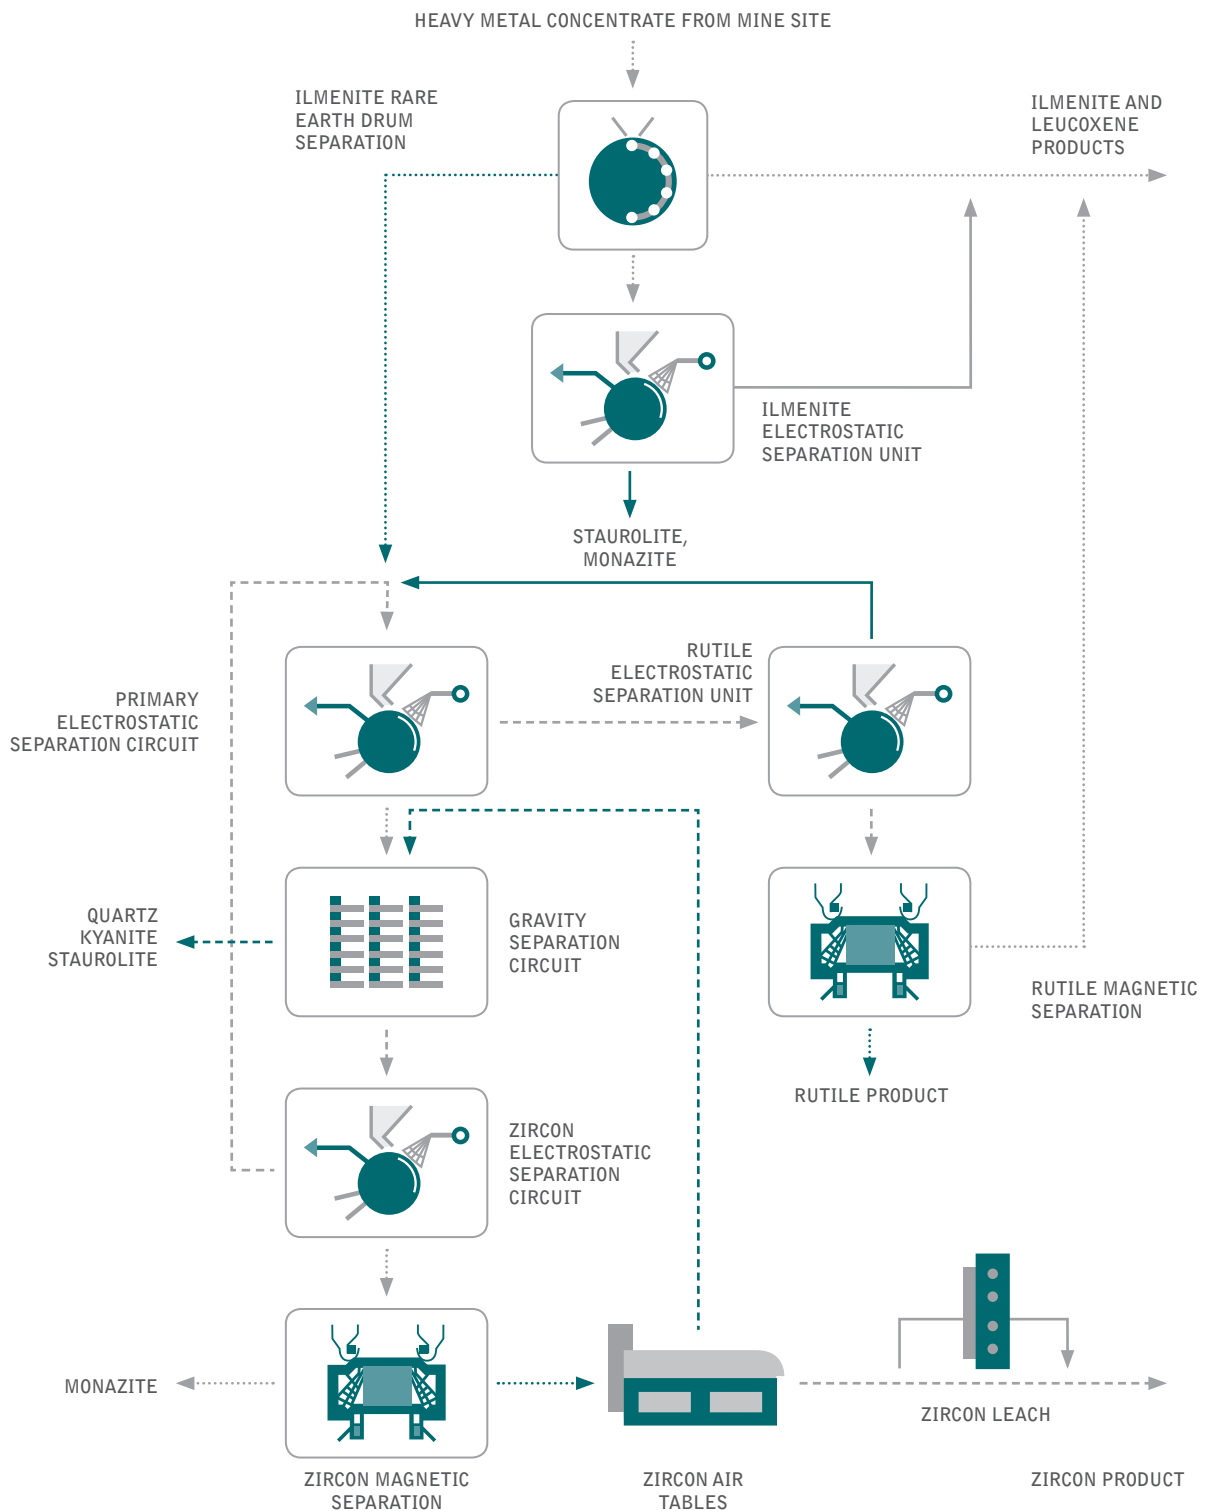 HEAVY METAL CONCENTRATE FROM MINE SITE
ILMENITE RARE
EARTH DRUM
SEPARATION
ILMENITE AND
LEUCOXENE
PRODUCTS
ILMENITE
ELECTROSTATIC
SEPARATION UNIT
STAUROLITE,
MONAZITE
PRIMARY
ELECTROSTATIC
SEPARATION CIRCUIT
RUTILE
ELECTROSTATIC
SEPARATION UNIT
QUARTZ
KYANITE
STAUROLITE
GRAVITY
SEPARATION
CIRCUIT
RUTILE MAGNETIC
SEPARATION
RUTILE PRODUCT
ZIRCON
ELECTROSTATIC
SEPARATION
CIRCUIT
MONAZITE
ZIRCON LEACH
ZIRCON MAGNETIC
SEPARATION
ZIRCON AIR
TABLES
ZIRCON PRODUCT